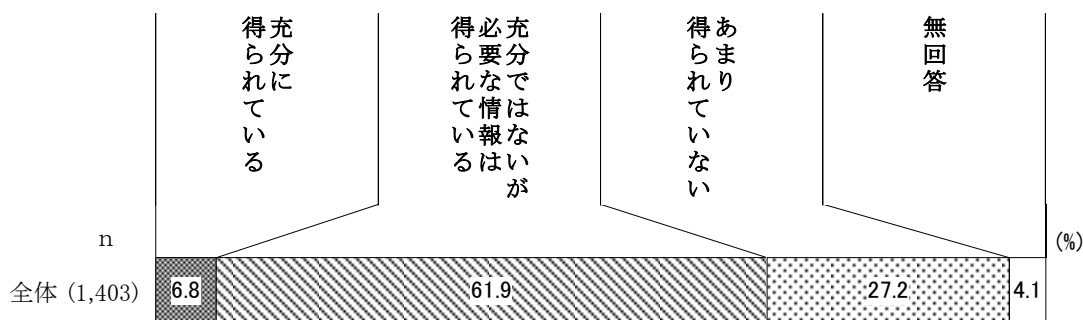 充分に
得られている
充分ではないが
必要な情報は
得られている
あまり
得られていない
無回答
n
(%)
全体 (1,403)
6.8
61.9
27.2
4.1